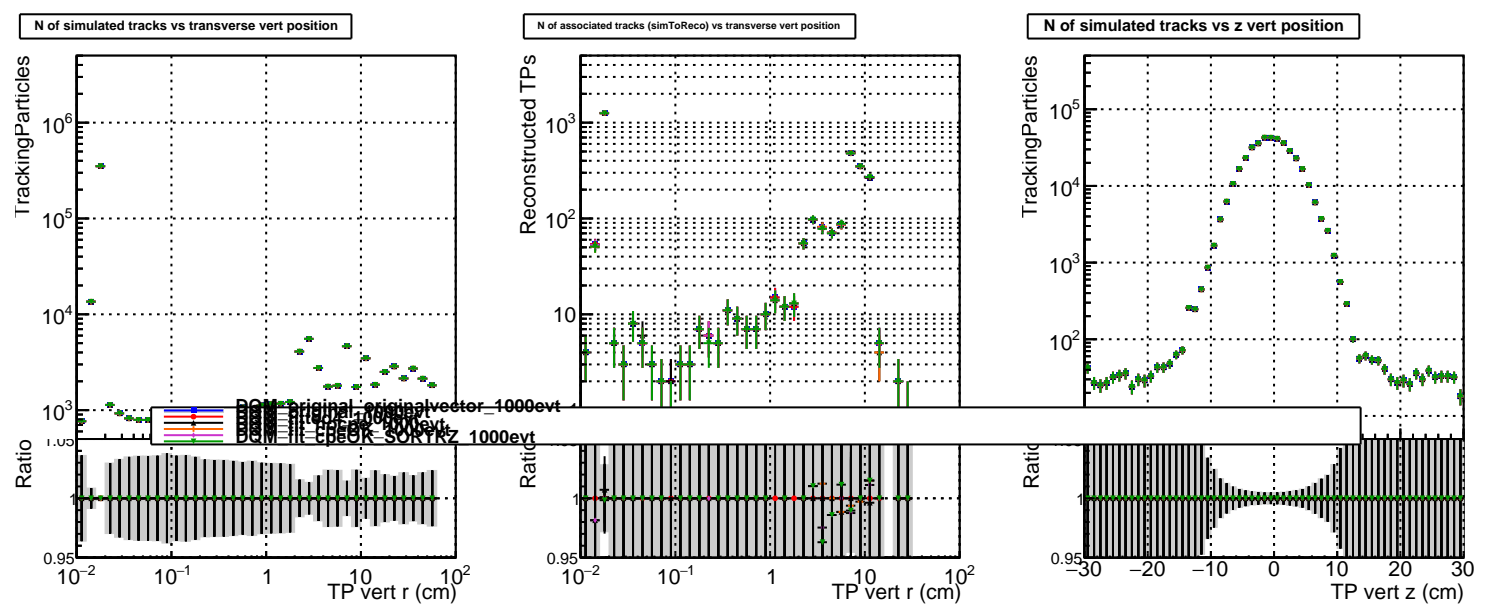 N of simulated tracks vs transverse vert position
TrackingParticles
10^6
10^5
10^4
10^3
Ratio
1.05
1
0.95
10^−2
10^−1
1
10
10^2
TP vert r (cm)
N of associated tracks (simToReco) vs transverse vert position
Reconstructed TPs
10^3
10^2
10
1
Ratio
1
0.95
10^−2
10^−1
1
10
10^2
TP vert r (cm)
N of simulated tracks vs z vert position
TrackingParticles
10^5
10^4
10^3
10^2
Ratio
1
0.95
−30
−20
−10
0
10
20
30
TP vert z (cm)
DQM_original_originalvector_1000evt
DQM_fit_cpeOK_SORTRZ_1000evt